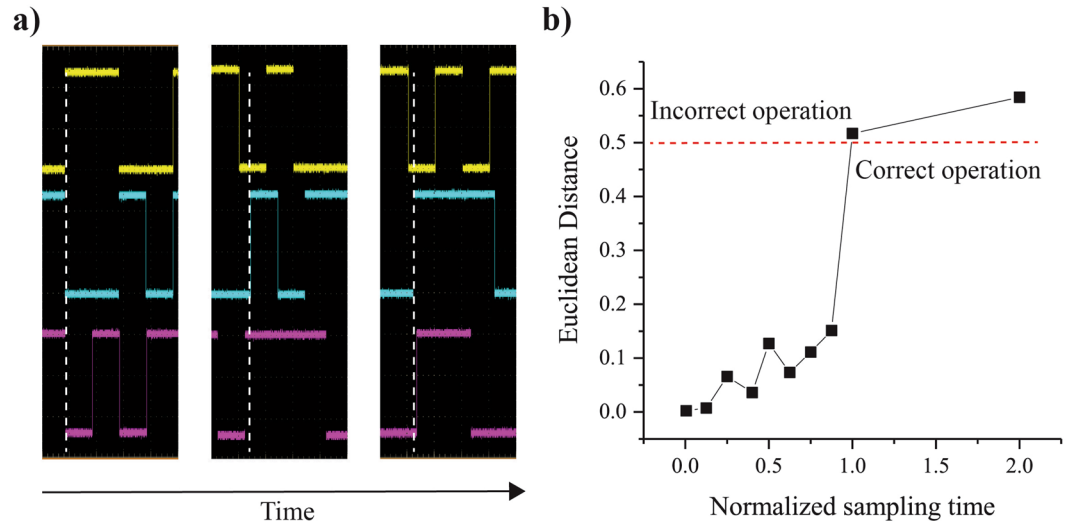 a)
Time
b)
Incorrect operation
Correct operation
Euclidean Distance
0.6
0.5
0.4
0.3
0.2
0.1
0.0
0.0 0.5 1.0 1.5 2.0
Normalized sampling time